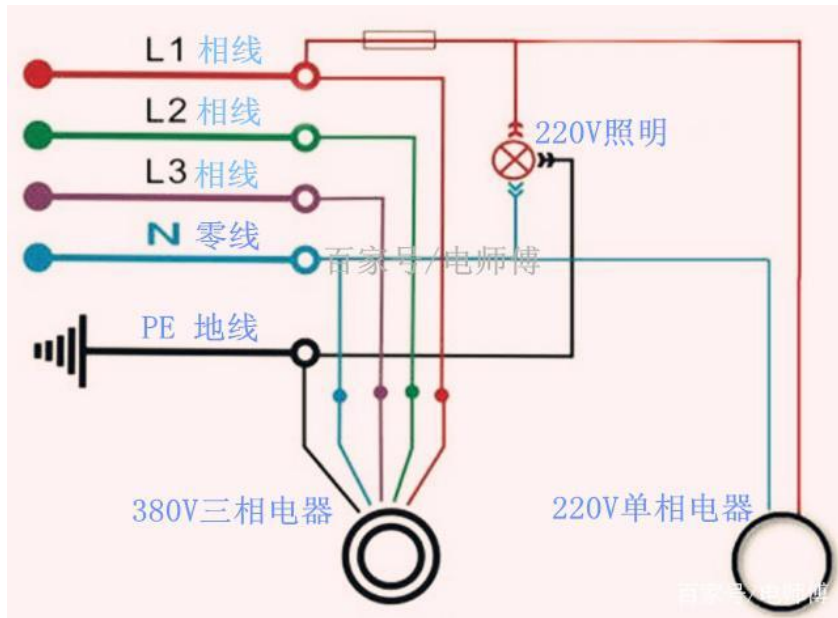 L1 相线
L2 相线
220V照明
L3 相线
N 零线
百家号/电师傅
PE 地线
380V三相电器
220V单相电器
百家号/电师傅